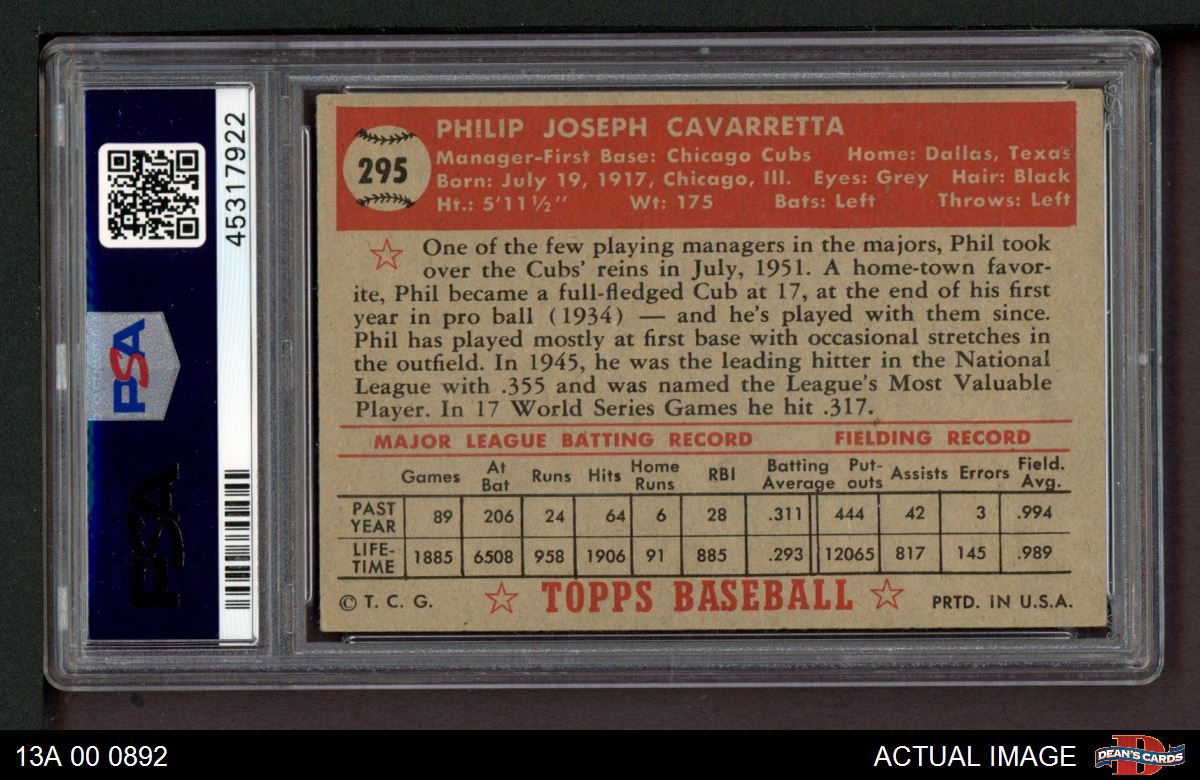 PSA
45317922
PSA
295
PHILIP JOSEPH CAVARRETTA
Manager-First Base: Chicago Cubs Home: Dallas, Texas
Born: July 19, 1917, Chicago, Ill. Eyes: Grey Hair: Black
Ht.: 5'11½" Wt: 175 Bats: Left Throws: Left
One of the few playing managers in the majors, Phil took
over the Cubs' reins in July, 1951. A home-town favor-
ite, Phil became a full-fledged Cub at 17, at the end of his first
year in pro ball (1934) — and he's played with them since.
Phil has played mostly at first base with occasional stretches in
the outfield. In 1945, he was the leading hitter in the National
League with .355 and was named the League's Most Valuable
Player. In 17 World Series Games he hit .317.
MAJOR LEAGUE BATTING RECORD FIELDING RECORD
Games At Bat Runs Hits Home Runs RBI Batting Average Put-outs Assists Errors Field. Avg.
PAST YEAR 89 206 24 64 6 28 .311 444 42 3 .994
LIFE-TIME 1885 6508 958 1906 91 885 .293 12065 817 145 .989
© T. C. G. TOPPS BASEBALL PRTD. IN U.S.A.
13A 00 0892 ACTUAL IMAGE DEAN'S CARDS